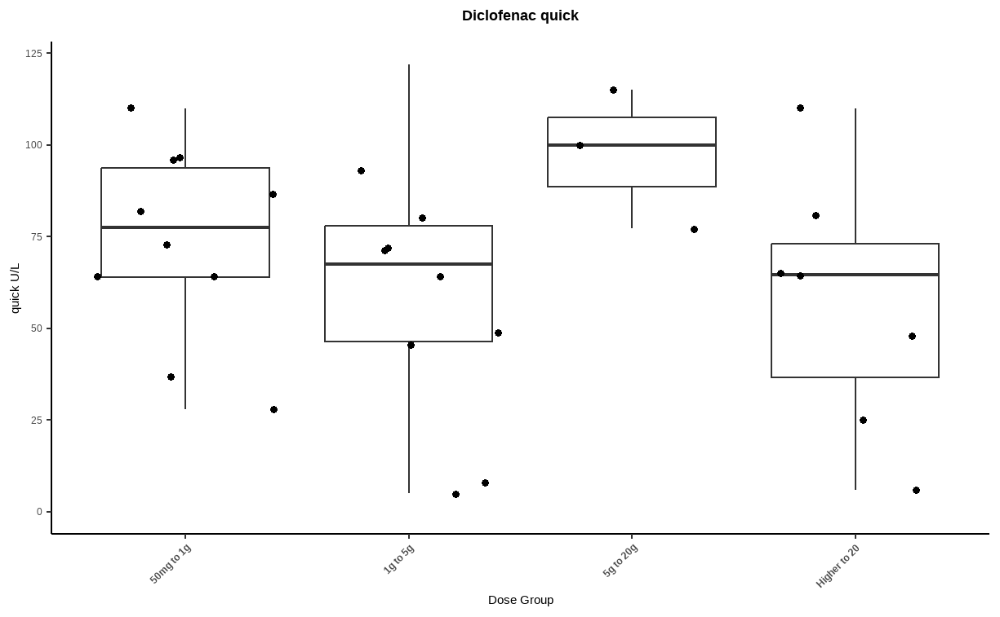 Diclofenac quick
125
100
75
50
25
0
quick U/L
50mg to 1g
1g to 5g
5g to 20g
Higher to 20
Dose Group